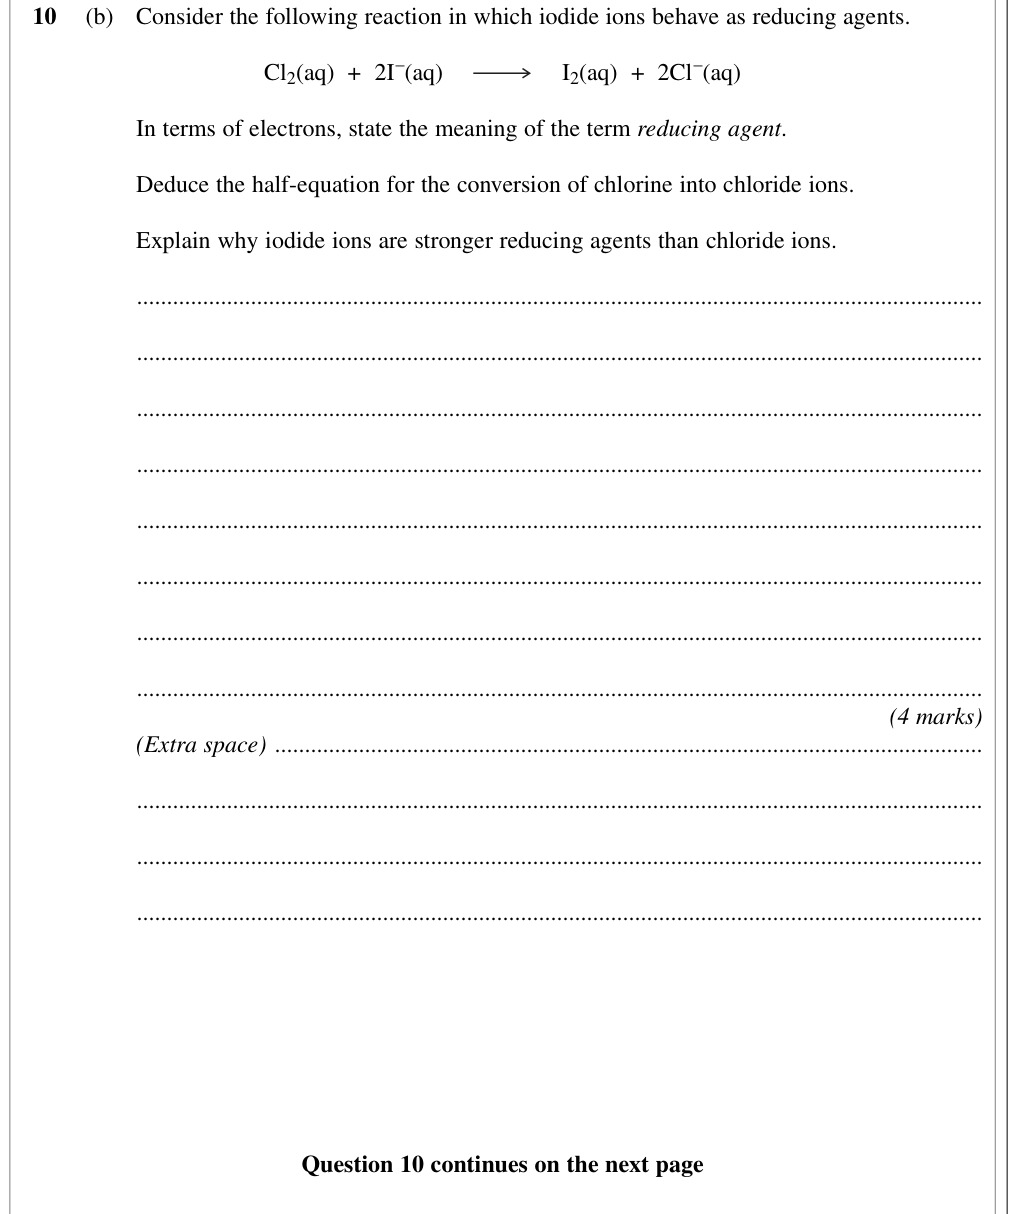 10 (b) Consider the following reaction in which iodide ions behave as reducing agents.
Cl₂(aq) + 2I⁻(aq) ⟶ I₂(aq) + 2Cl⁻(aq)
In terms of electrons, state the meaning of the term reducing agent.
Deduce the half-equation for the conversion of chlorine into chloride ions.
Explain why iodide ions are stronger reducing agents than chloride ions.
(4 marks)
(Extra space)
Question 10 continues on the next page